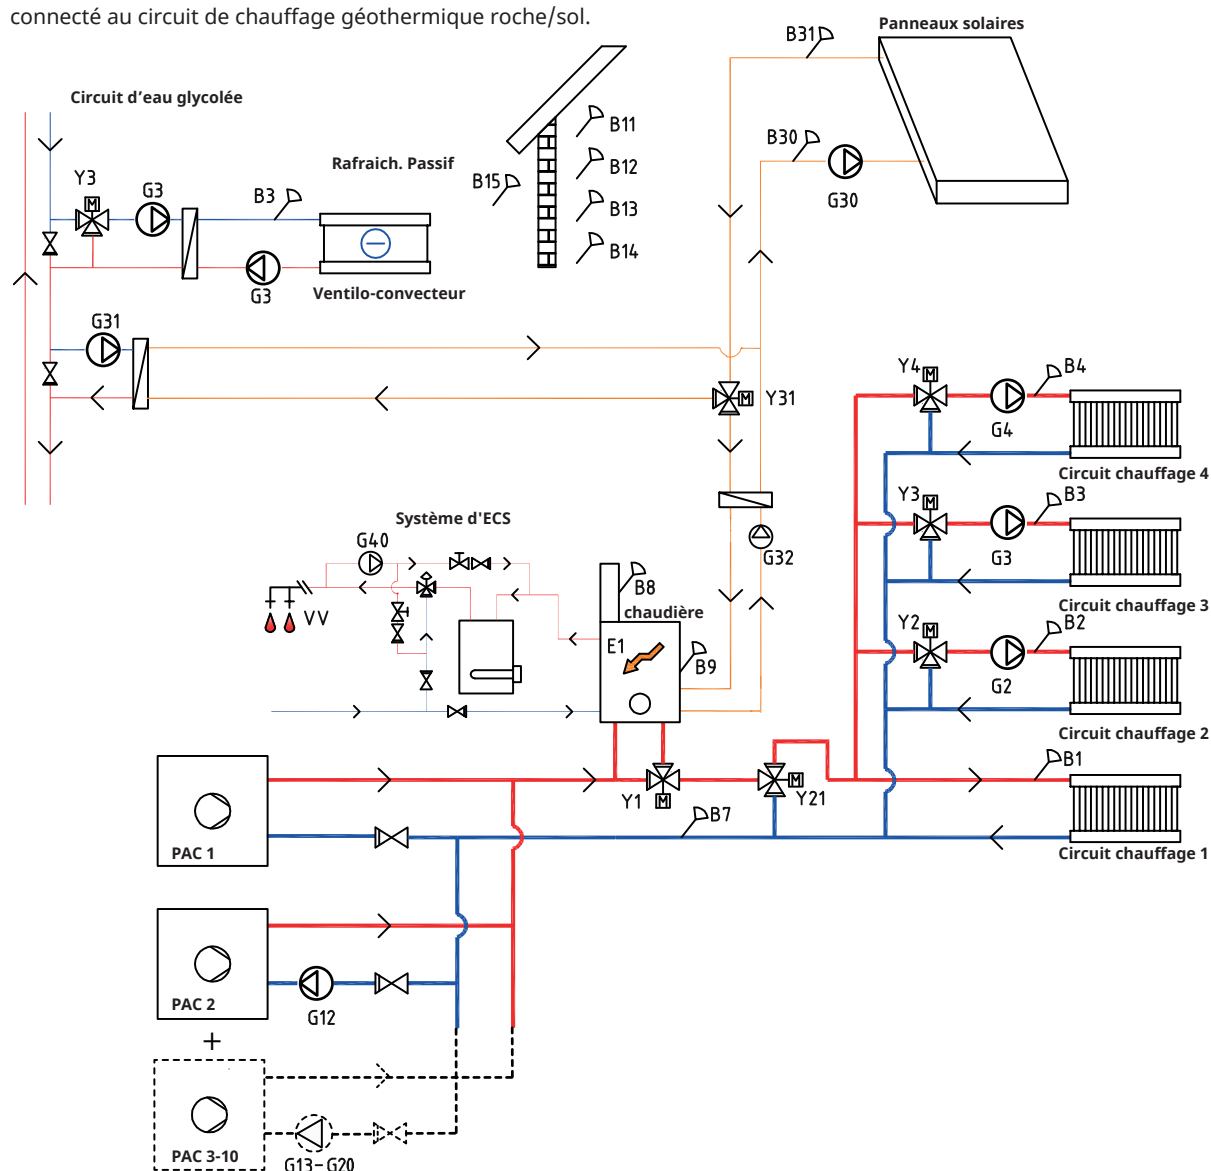 connecté au circuit de chauffage géothermique roche/sol.
Panneaux solaires
B31
Circuit d'eau glycolée
B11
B30
Rafraich. Passif
B12
Y3
G3
B3
B15
G30
B13
B14
G3
Ventilo-convecteur
G31
Y4
B4
Y31
G4
Circuit chauffage 4
Y3
B3
Système d'ECS
G40
G32
G3
B8
chaudière
Circuit chauffage 3
VV
Y2
B2
E1
B9
G2
Circuit chauffage 2
B1
Y1
Y21
B7
PAC 1
Circuit chauffage 1
PAC 2
G12
+
PAC 3-10
G13-G20
M
M
M
M
M
M
M